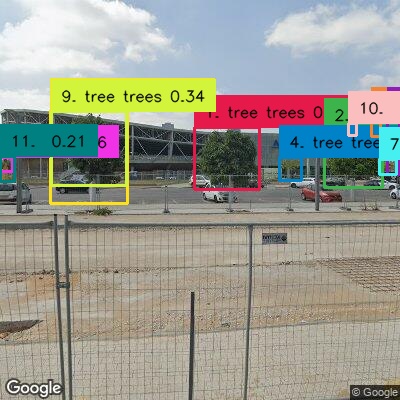 9. tree trees 0.34
1. tree trees 0
2.
10.
11. 0.21
6
4. tree tree
7
Google
© Google